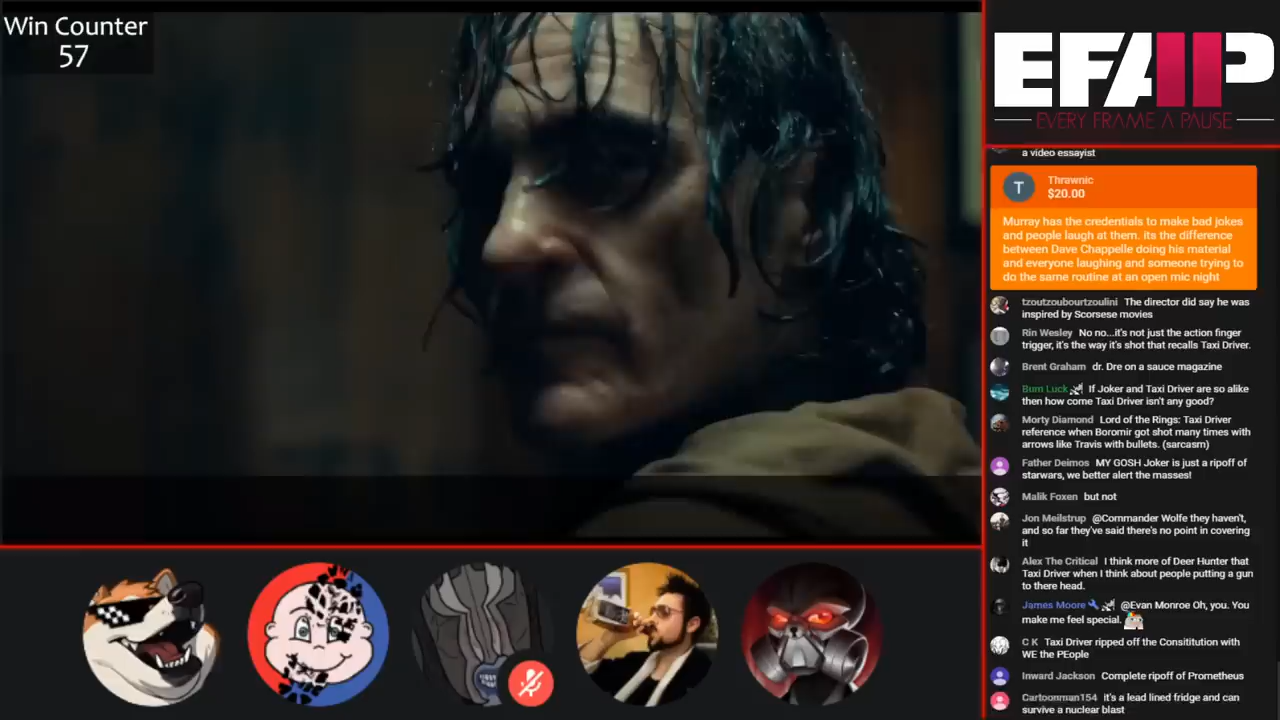 Win Counter
57
EFAP
EVERY FRAME A PAUSE
a video essayist
T
Thrawnic
$20.00
Murray has the credentials to make bad jokes
and people laugh at them. its the difference
between Dave Chappelle doing his material
and everyone laughing and someone trying to
do the same routine at an open mic night
tzoutzoubourtzoulini The director did say he was
inspired by Scorsese movies
Rin Wesley No no...it's not just the action finger
trigger, it's the way it's shot that recalls Taxi Driver.
Brent Graham dr. Dre on a sauce magazine
Bum Luck If Joker and Taxi Driver are so alike
then how come Taxi Driver isn't any good?
Morty Diamond Lord of the Rings: Taxi Driver
reference when Boromir got shot many times with
arrows like Travis with bullets. (sarcasm)
Father Deimos MY GOSH Joker is just a ripoff of
starwars, we better alert the masses!
Malik Foxen but not
Jon Meilstrup @Commander Wolfe they haven't,
and so far they've said there's no point in covering
it
Alex The Critical I think more of Deer Hunter that
Taxi Driver when I think about people putting a gun
to there head.
James Moore @Evan Monroe Oh, you. You
make me feel special.
C K Taxi Driver ripped off the Consititution with
WE the PEople
Inward Jackson Complete ripoff of Prometheus
Cartoonman154 it's a lead lined fridge and can
survive a nuclear blast